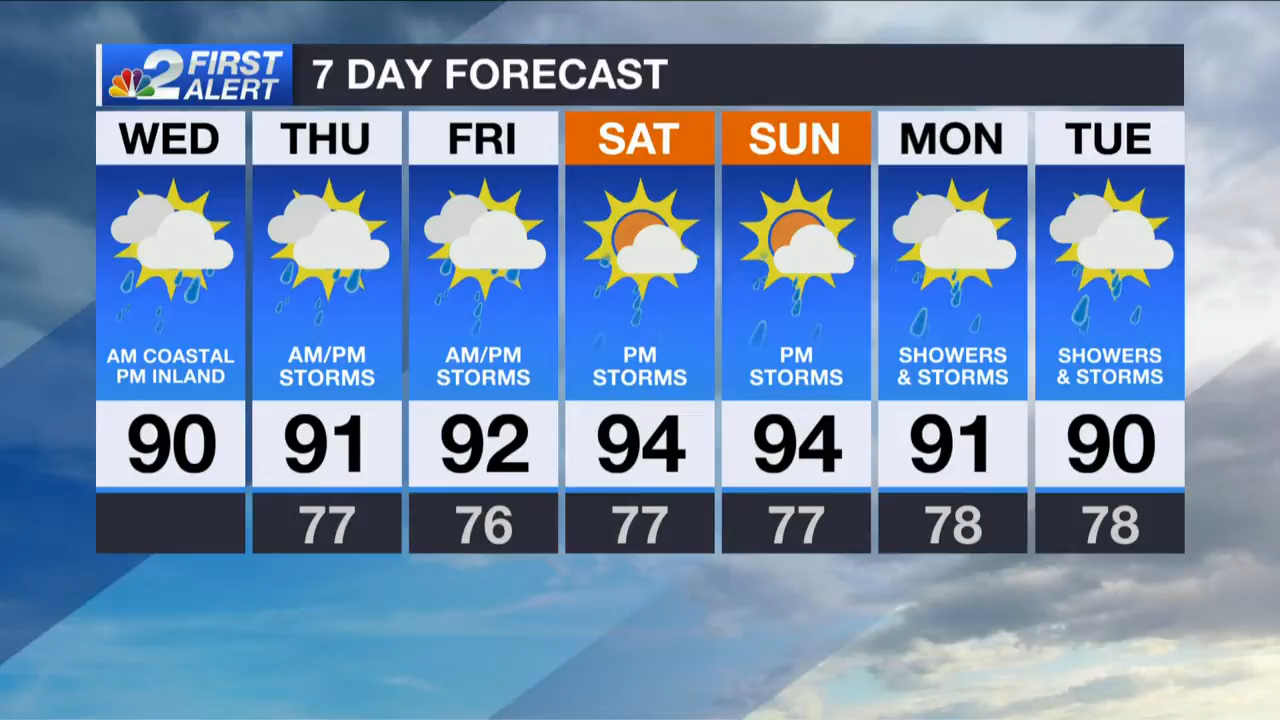 2 FIRST ALERT
7 DAY FORECAST
WED THU FRI SAT SUN MON TUE
AM COASTAL
PM INLAND
AM/PM
STORMS
AM/PM
STORMS
PM
STORMS
PM
STORMS
SHOWERS
& STORMS
SHOWERS
& STORMS
90 91 92 94 94 91 90
77 76 77 77 78 78